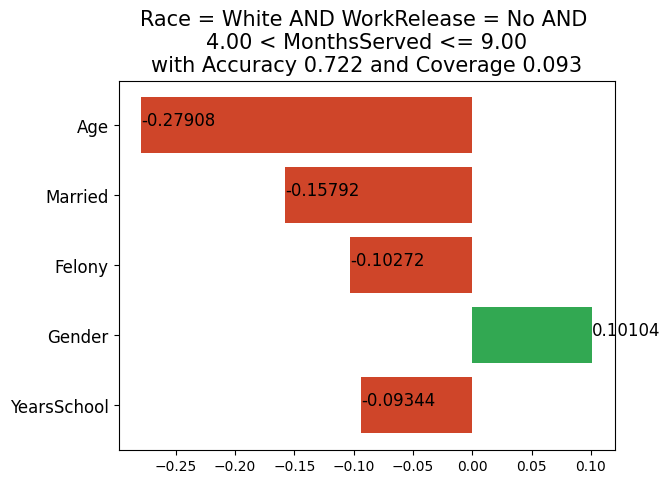 Race = White AND WorkRelease = No AND
4.00 < MonthsServed <= 9.00
with Accuracy 0.722 and Coverage 0.093
Age
-0.27908
Married
-0.15792
Felony
-0.10272
Gender
0.10104
YearsSchool
-0.09344
−0.25 −0.20 −0.15 −0.10 −0.05 0.00 0.05 0.10